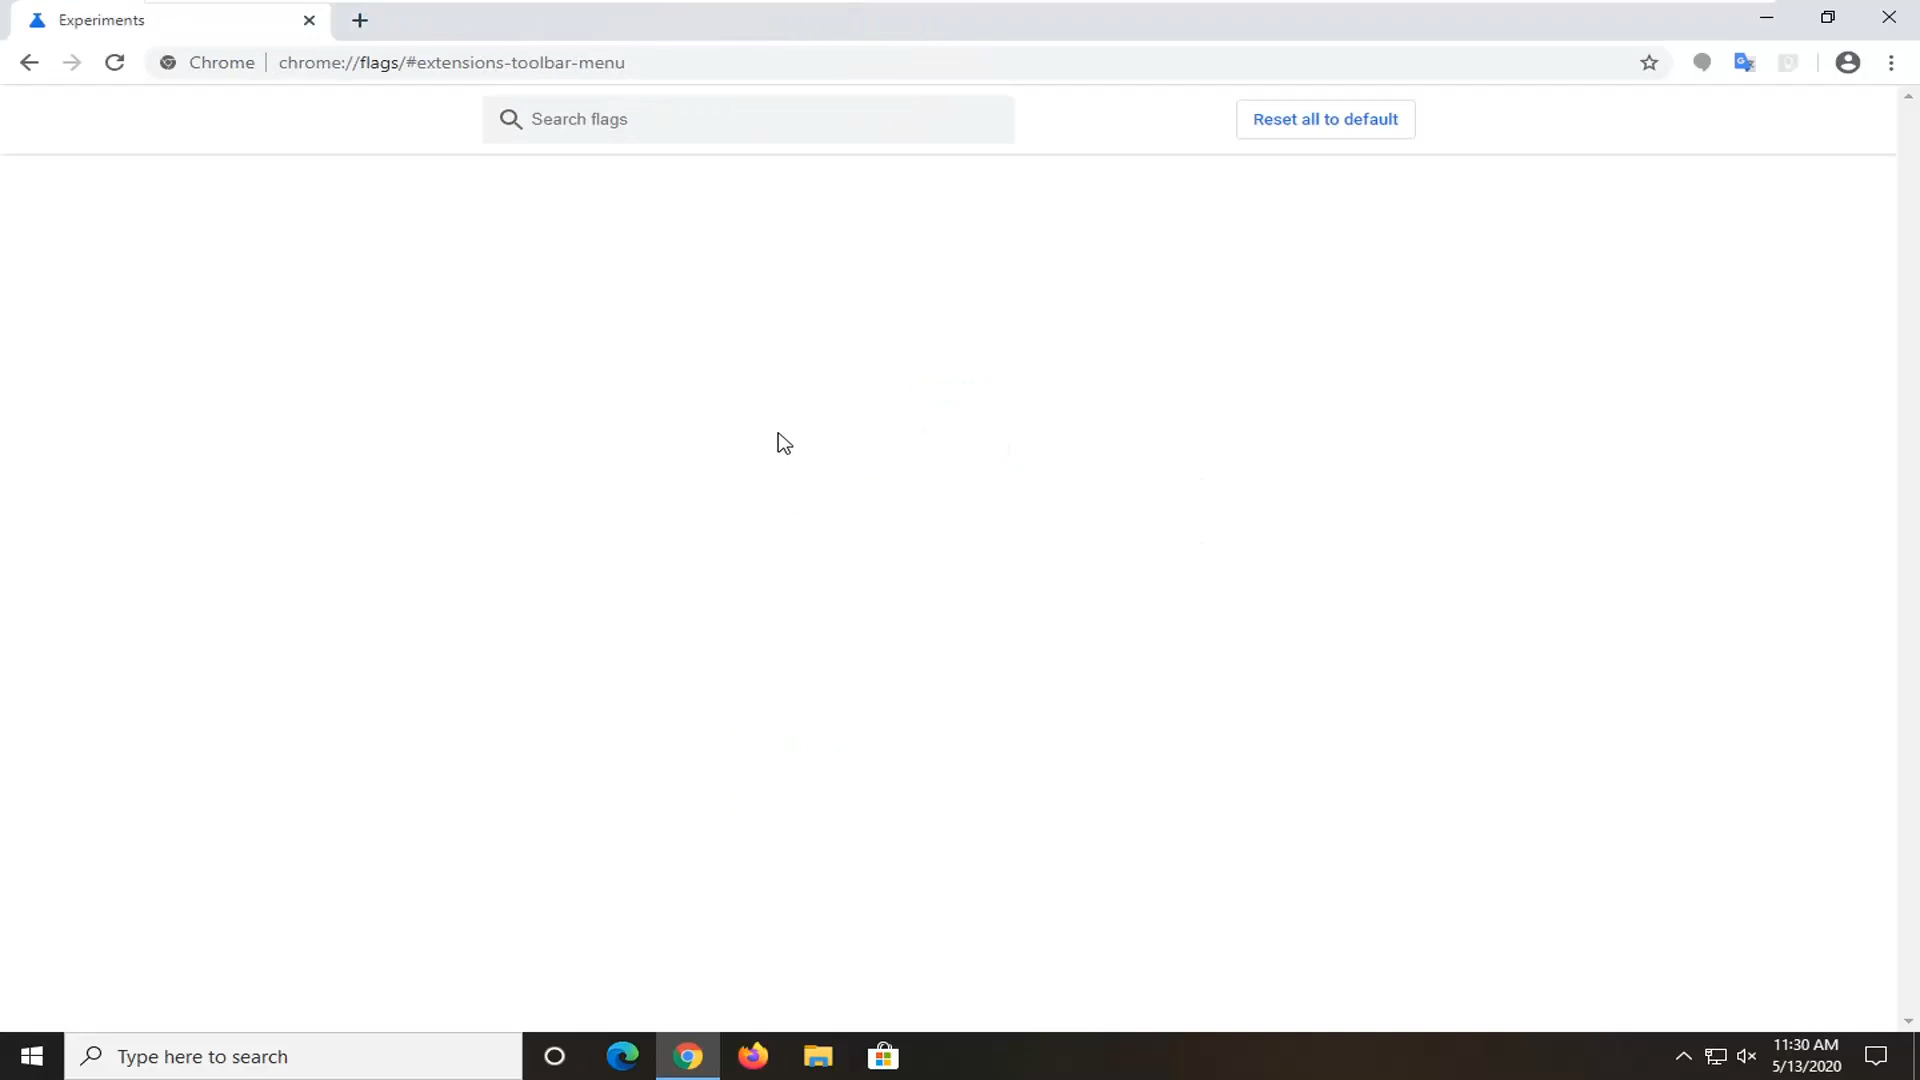 Experiments
Chrome | chrome://flags/#extensions-toolbar-menu
Search flags
Reset all to default
Type here to search
11:30 AM
5/13/2020